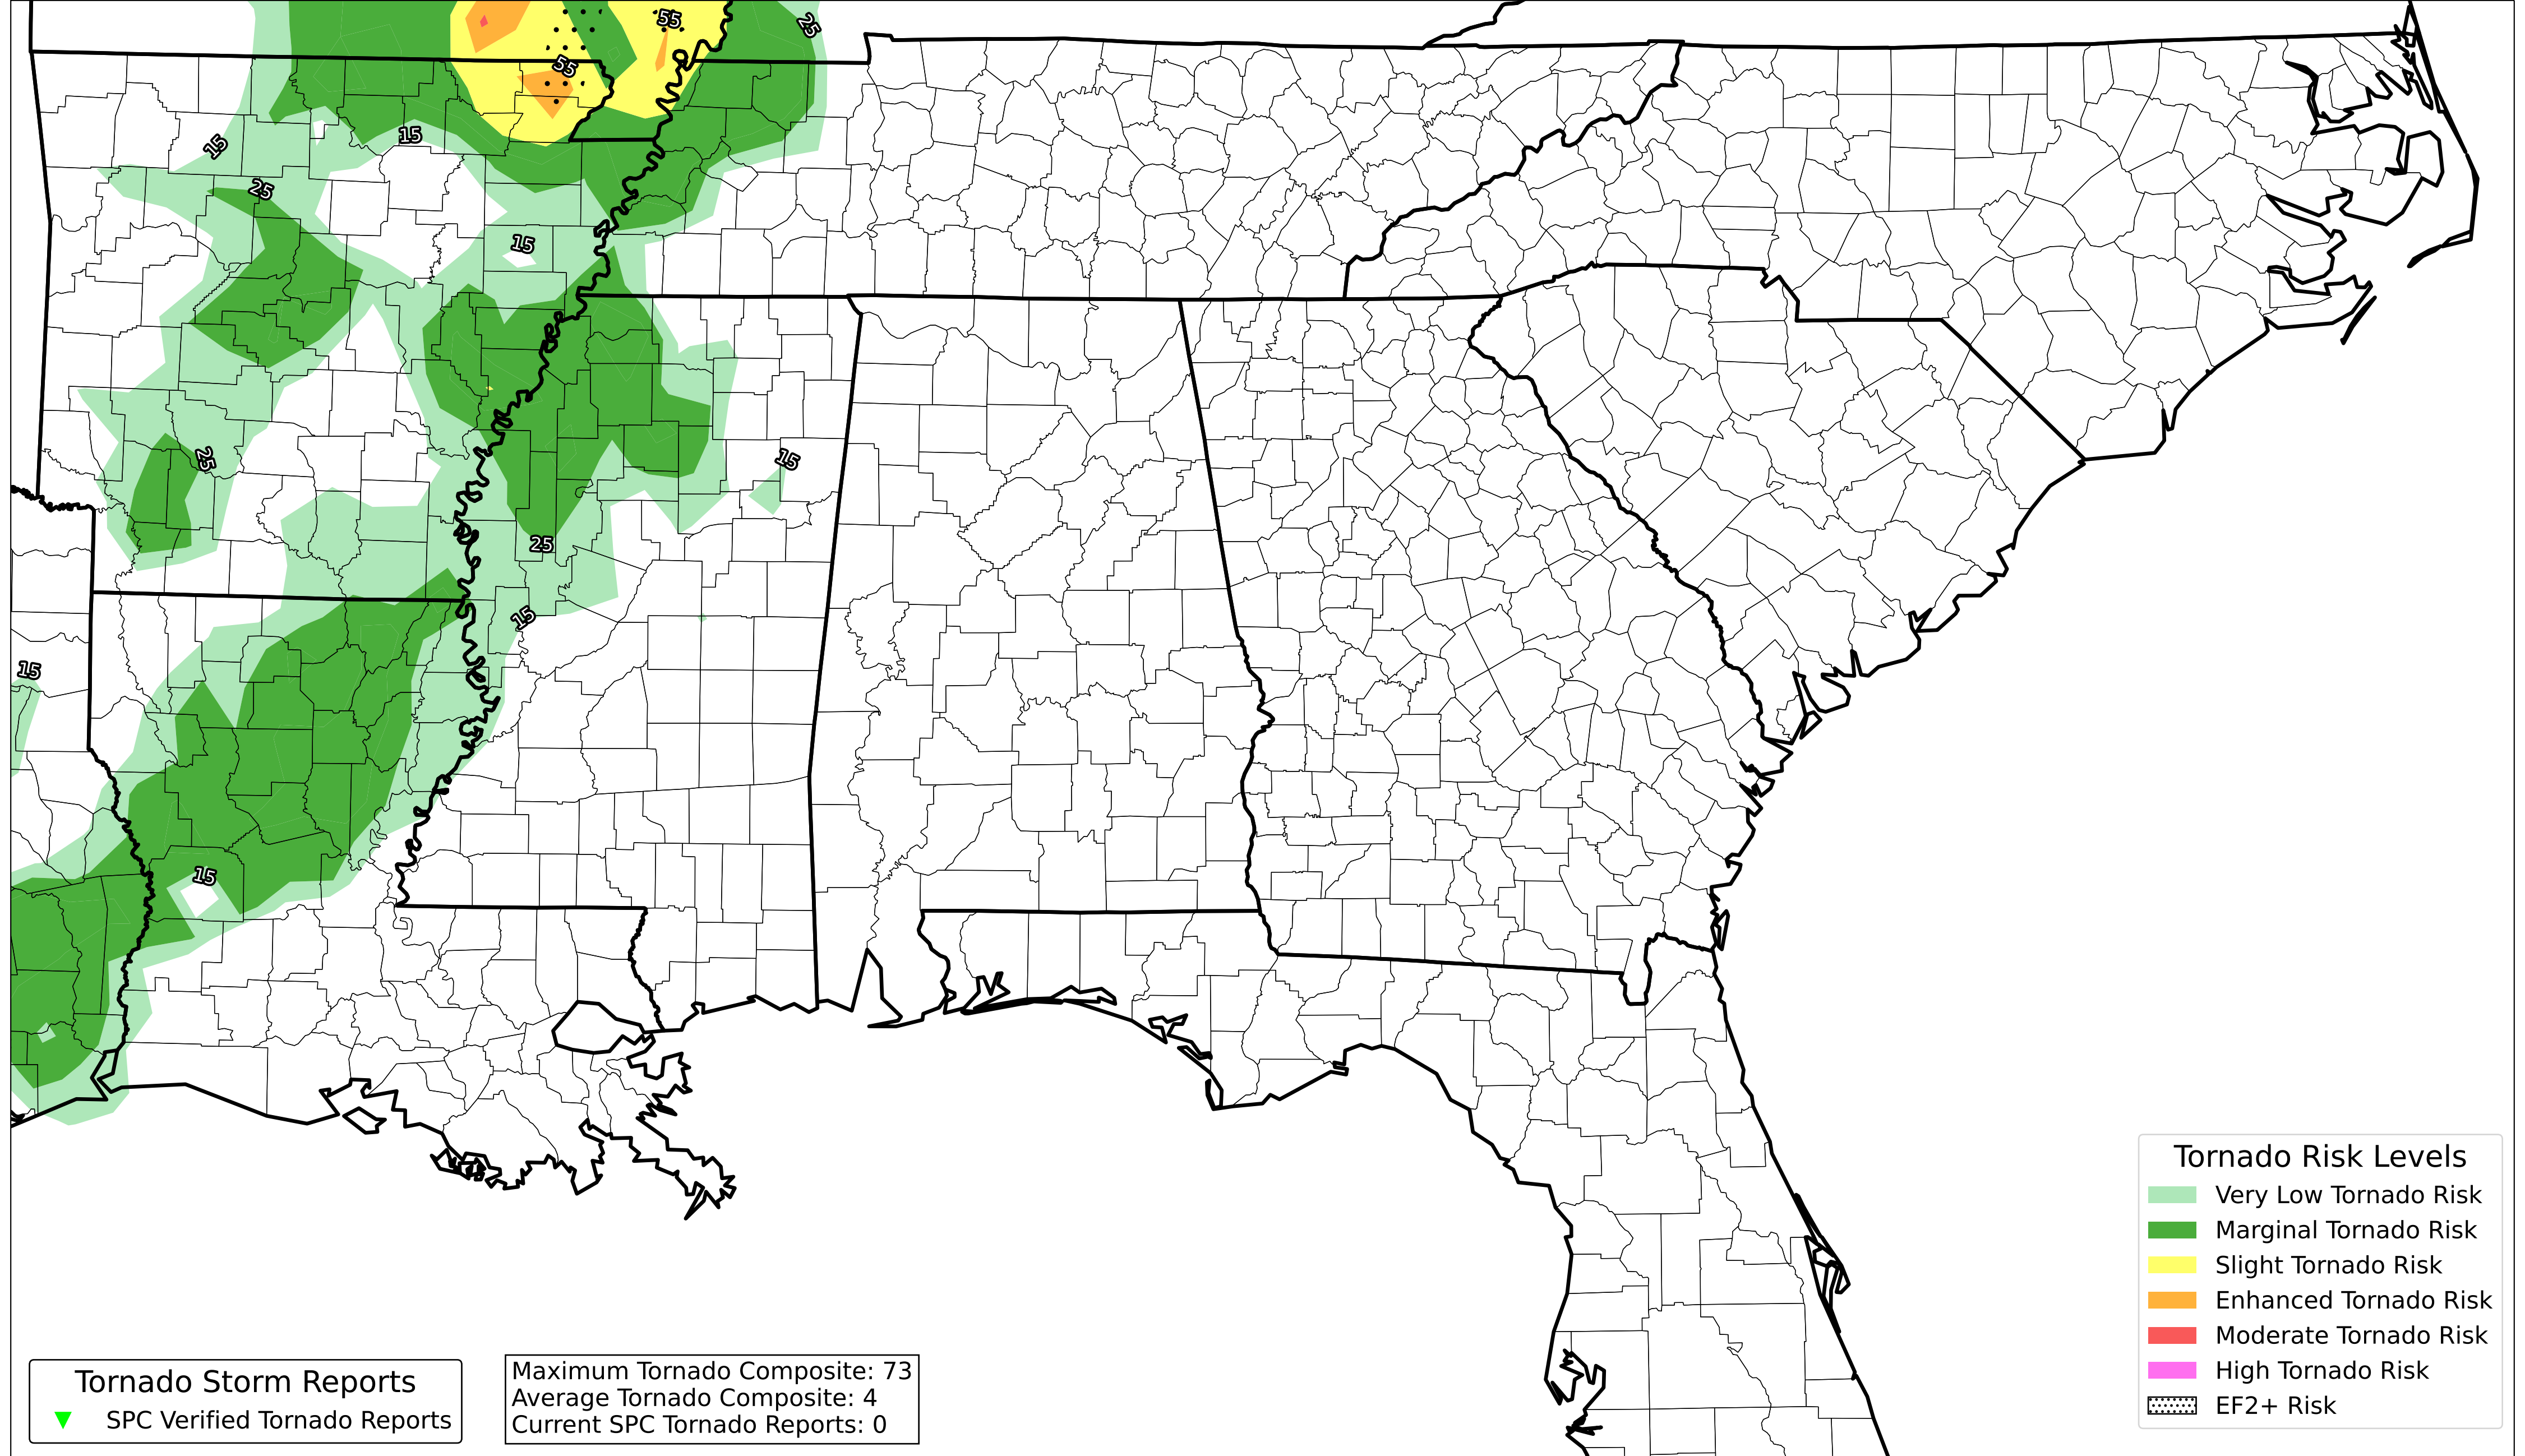 55
25
55
15
15
25
15
15
25
25
15
15
15
Tornado Risk Levels
Very Low Tornado Risk
Marginal Tornado Risk
Slight Tornado Risk
Enhanced Tornado Risk
Moderate Tornado Risk
High Tornado Risk
EF2+ Risk
Tornado Storm Reports
SPC Verified Tornado Reports
Maximum Tornado Composite: 73
Average Tornado Composite: 4
Current SPC Tornado Reports: 0